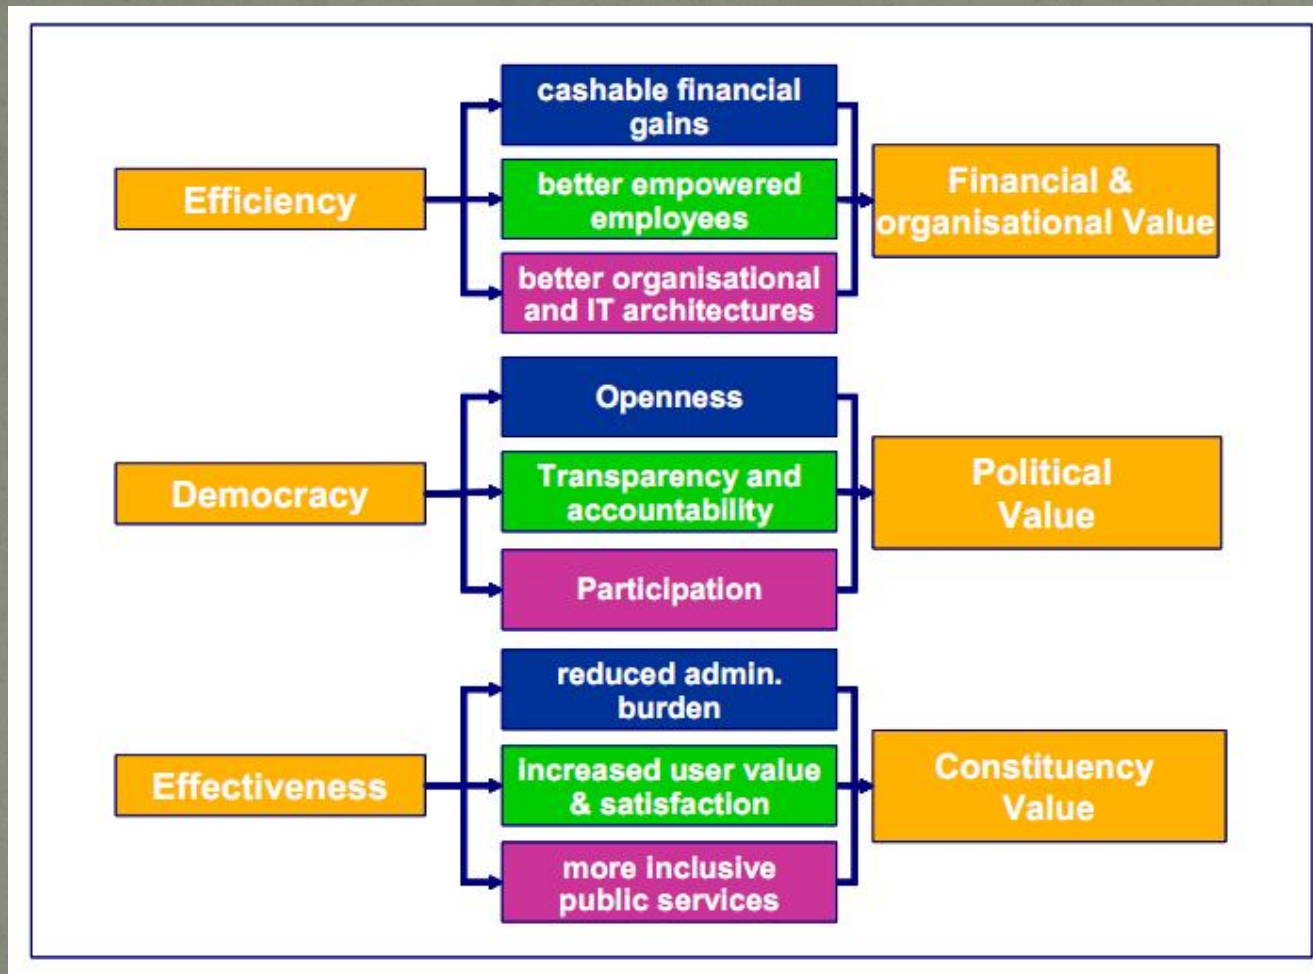 Efficiency
cashable financial
gains
better empowered
employees
better organisational
and IT architectures
Financial &
organisational Value
Democracy
Openness
Transparency and
accountability
Participation
Political
Value
Effectiveness
reduced admin.
burden
increased user value
& satisfaction
more inclusive
public services
Constituency
Value